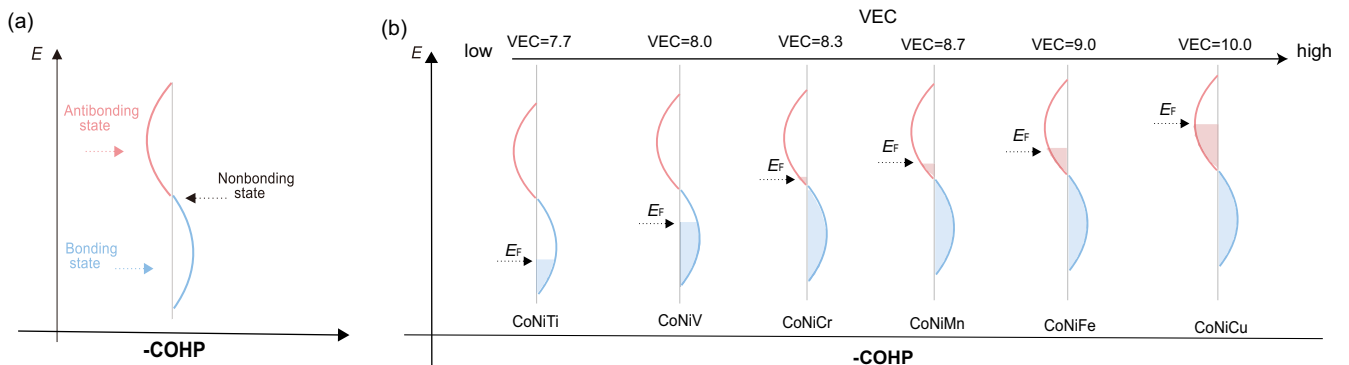 (a)
E
Antibonding
state
Nonbonding
state
Bonding
state
-COHP
(b)
VEC
low
VEC=7.7
VEC=8.0
VEC=8.3
VEC=8.7
VEC=9.0
VEC=10.0
high
E
EF
EF
EF
EF
EF
EF
CoNiTi
CoNiV
CoNiCr
CoNiMn
CoNiFe
CoNiCu
-COHP